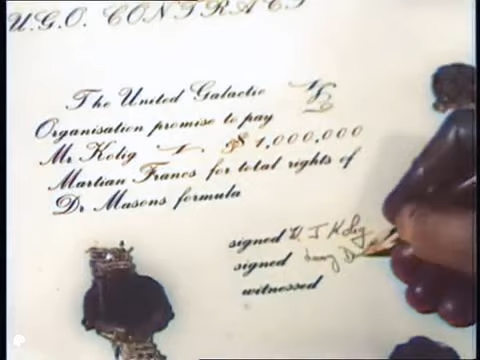 U.G.O. CONTRACT
The United Galactic
Organisation promise to pay
Mr Kolig $ 1,000,000
Martian Francs for total rights of
Dr Masons formula
signed D. J Kolig
signed
witnessed